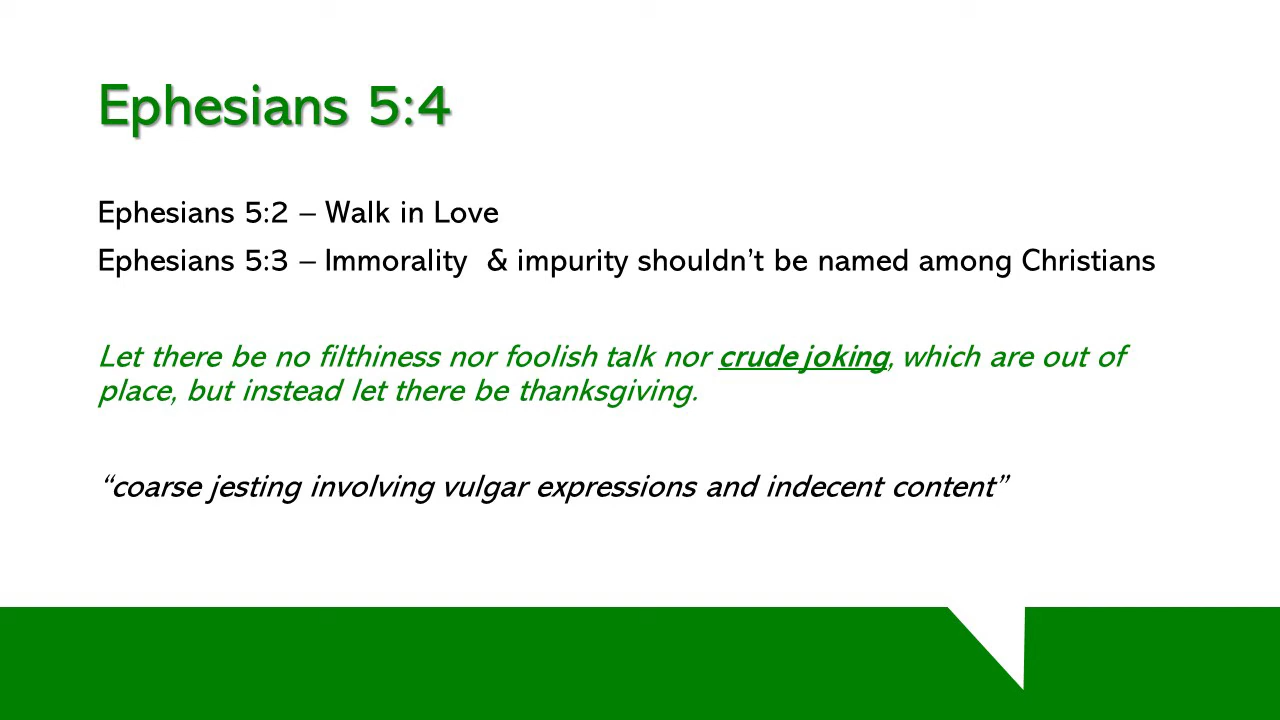 Ephesians 5:4
Ephesians 5:2 – Walk in Love
Ephesians 5:3 – Immorality  & impurity shouldn’t be named among Christians
Let there be no filthiness nor foolish talk nor crude joking, which are out of
place, but instead let there be thanksgiving.
“coarse jesting involving vulgar expressions and indecent content”